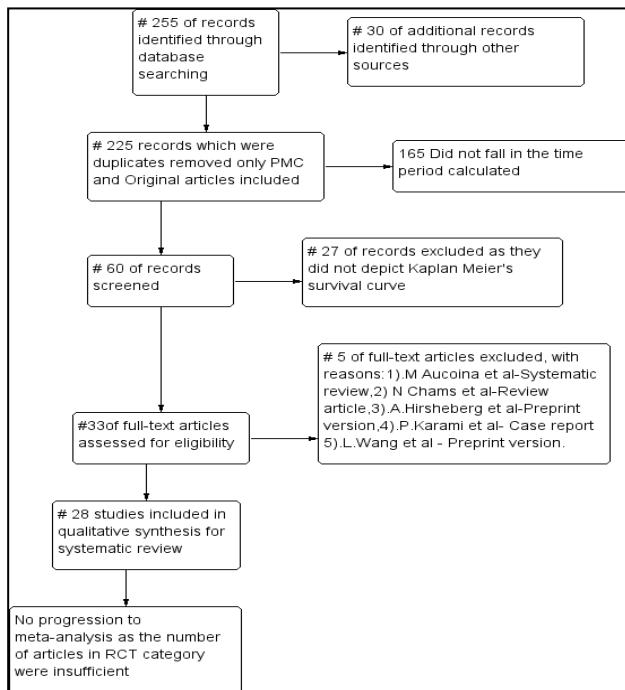 # 255 of records
identified through
database
searching
# 30 of additional records
identified through other
sources
# 225 records which were
duplicates removed only PMC
and Original articles included
165 Did not fall in the time
period calculated
# 60 of records
screened
# 27 of records excluded as they
did not depict Kaplan Meier's
survival curve
# 5 of full-text articles excluded, with
reasons:1).M Aucoina et al-Systematic
review,2) N Chams et al-Review
article,3).A.Hirsheberg et al-Preprint
version,4).P.Karami et al- Case report
5).L.Wang et al - Preprint version.
#33of full-text articles
assessed for eligibility
# 28 studies included in
qualitative synthesis for
systematic review
No progression to
meta-analysis as the number
of articles in RCT category
were insufficient